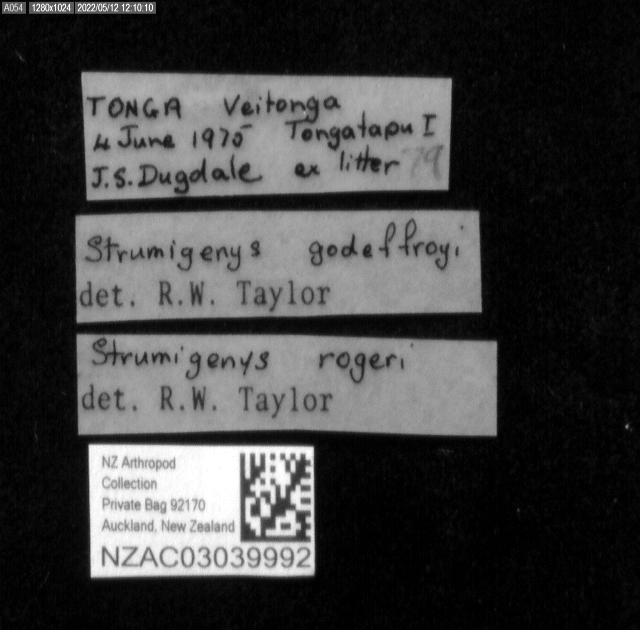 A054 1280x1024 2022/05/12 12:10:10
TONGA Veitonga
4 June 1975 Tongatapu I
J.S. Dugdale ex litter 79
Strumigenys godeffroyi
det. R.W. Taylor
Strumigenys rogeri
det. R.W. Taylor
NZ Arthropod
Collection
Private Bag 92170
Auckland, New Zealand
NZAC03039992